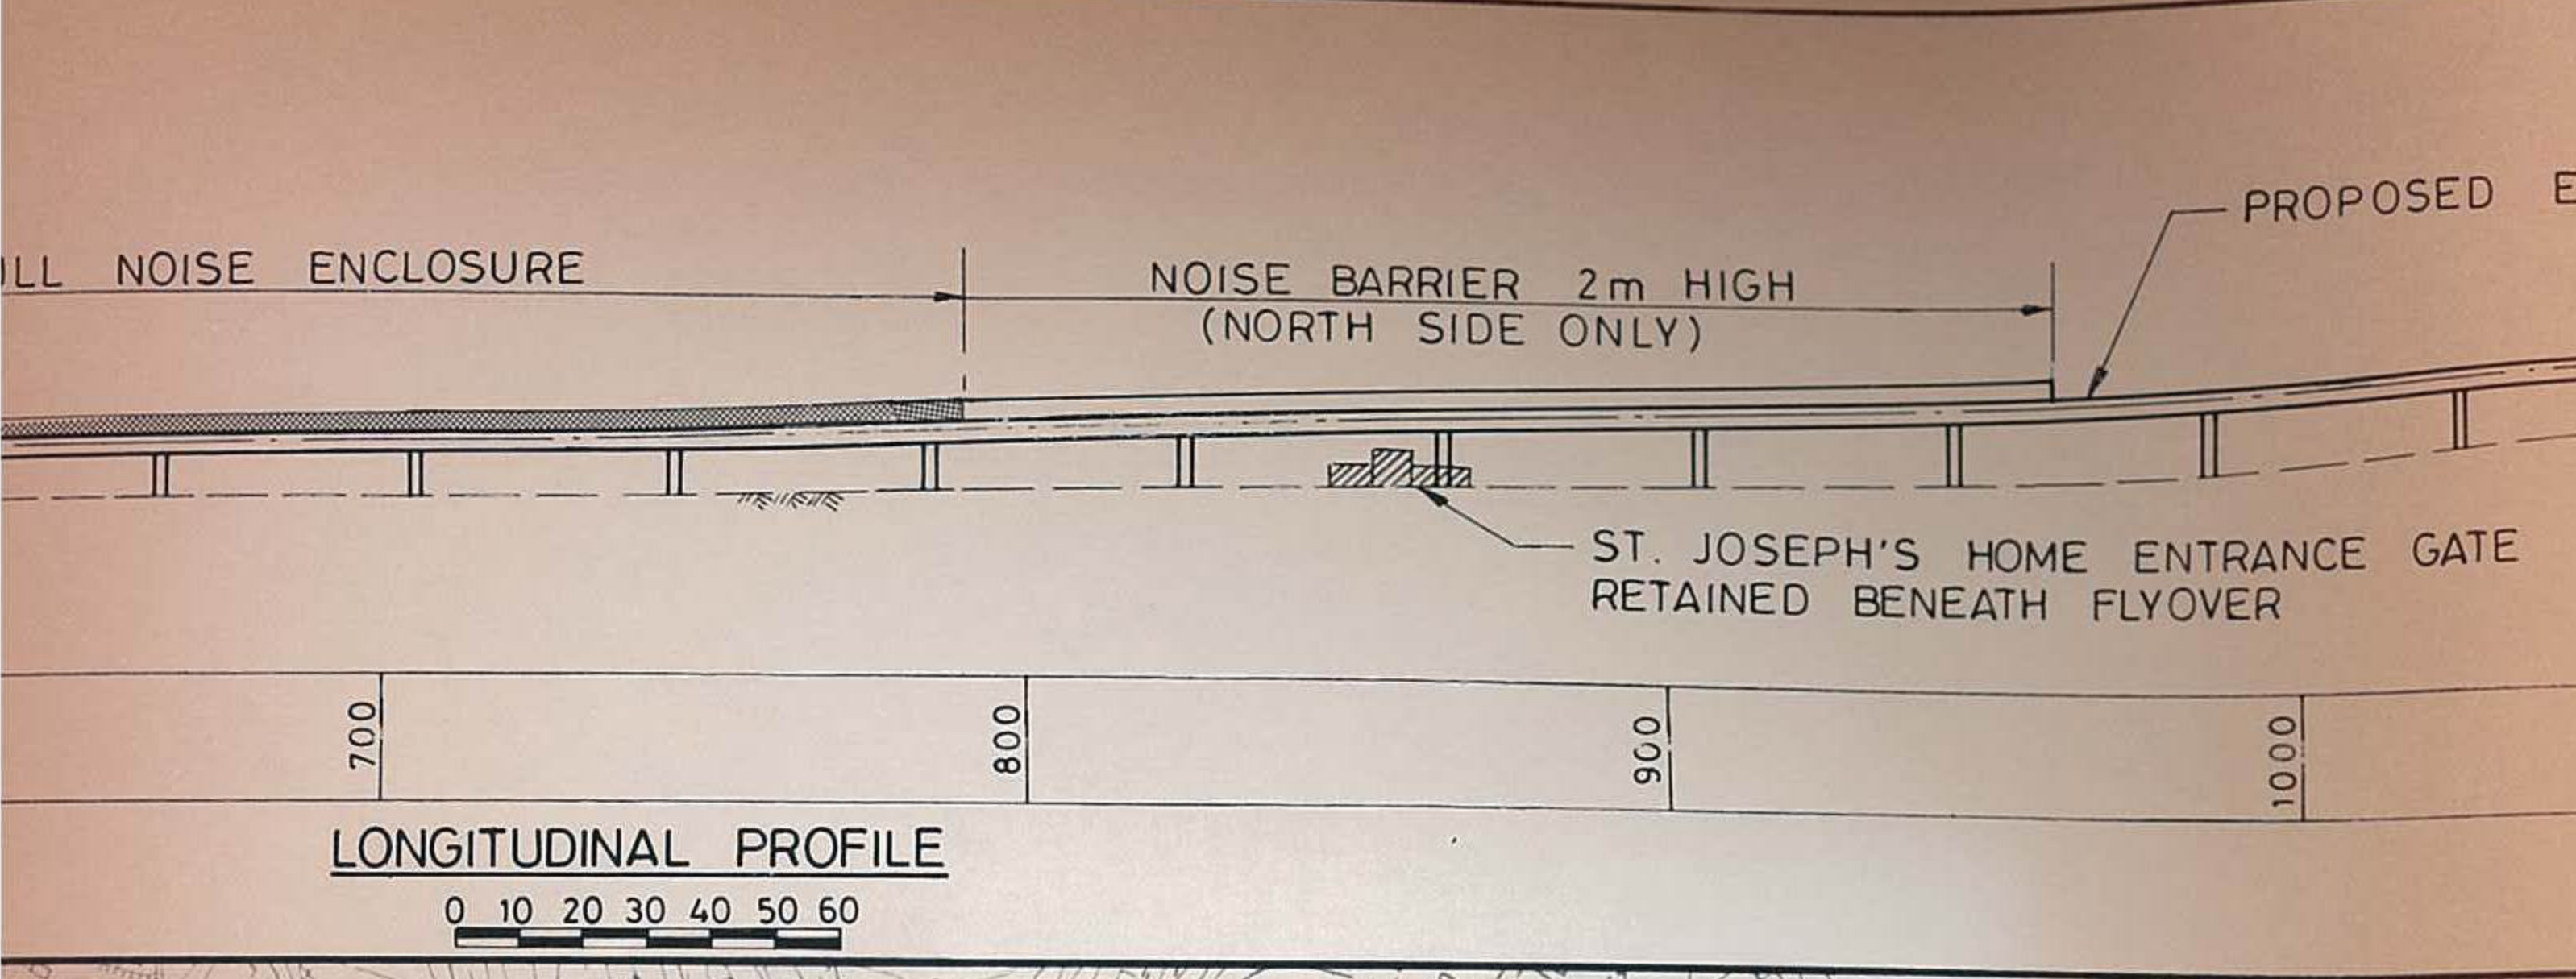 NOISE ENCLOSURE
NOISE BARRIER 2m HIGH
(NORTH SIDE ONLY)
PROPOSED
ST. JOSEPH'S HOME ENTRANCE GATE
RETAINED BENEATH FLYOVER
700
800
900
1000
LONGITUDINAL PROFILE
0 10 20 30 40 50 60